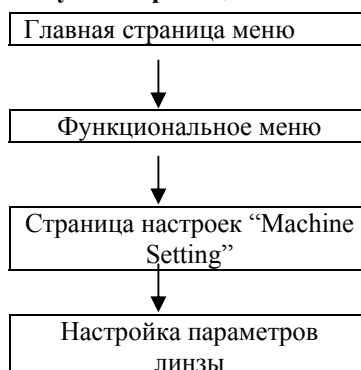 Главная страница меню
Функциональное меню
Страница настроек “Machine
Setting”
Настройка параметров
линзы